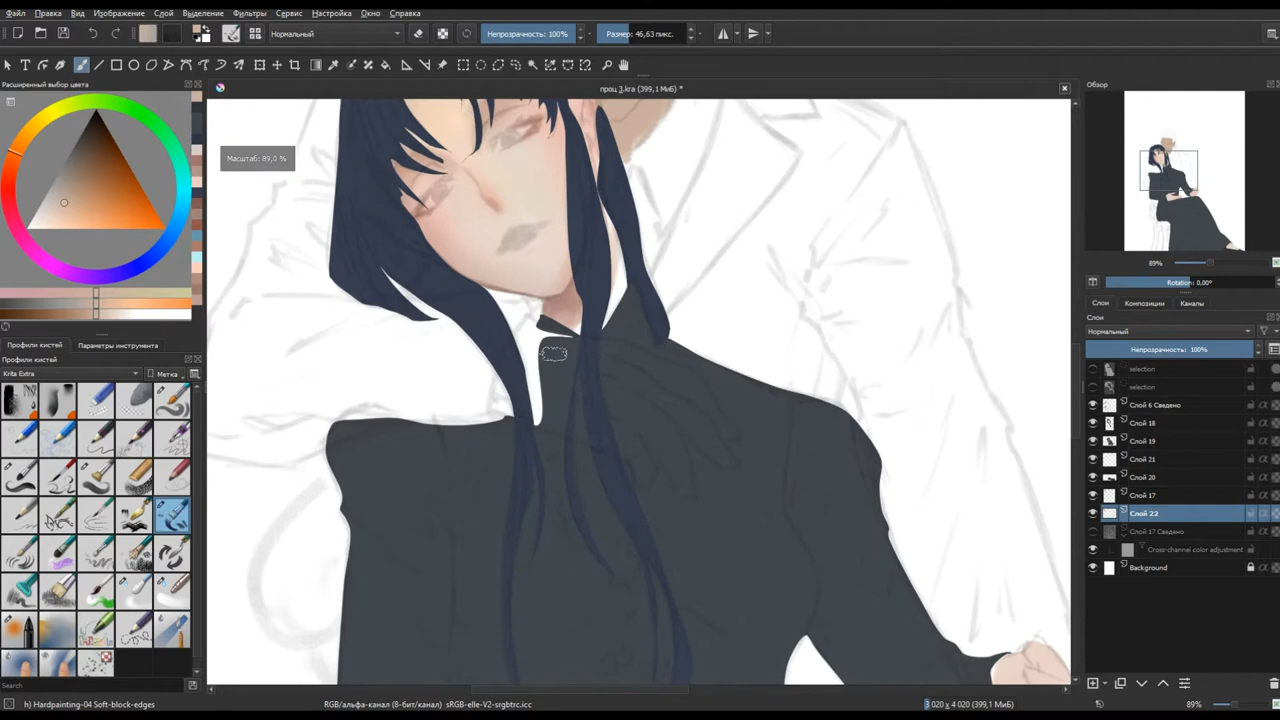 Файл Правка Вид Изображение Слой Выделение Фильтры Сервис Настройка Окно Справка
Нормальный Непрозрачность: 100% Размер: 46,63 пикс.
Расширенный выбор цвета
проц 3.kra (399,1 МиБ) *
Обзор
Масштаб: 89,0 %
89%
Rotation: 0,00°
Слои Композиции Каналы
Слои
Нормальный
Непрозрачность: 100%
selection
selection
Слой 6 Сведено
Слой 18
Слой 19
Слой 21
Слой 20
Слой 17
Слой 22
Слой 17 Сведено
Cross-channel color adjustment
Background
Профили кистей Параметры инструмента
Профили кистей
Krita Extra Метка
Search
h) Hardpainting-04 Soft-block-edges
RGB/альфа-канал (8-бит/канал) sRGB-elle-V2-srgbtrc.icc
3 020 x 4 020 (399,1 МиБ)
89%